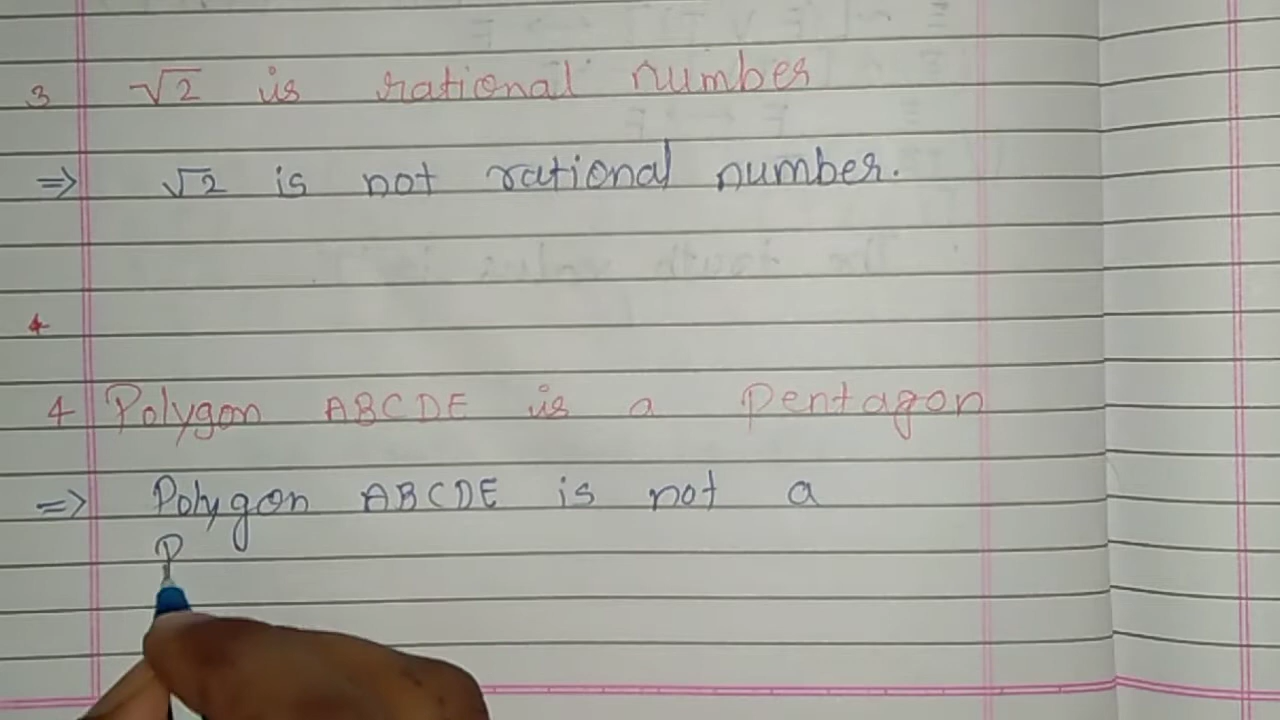 3 √2 is rational number
⇒ √2 is not rational number.
4
4 Polygon ABCDE is a Pentagon
⇒ Polygon ABCDE is not a
P